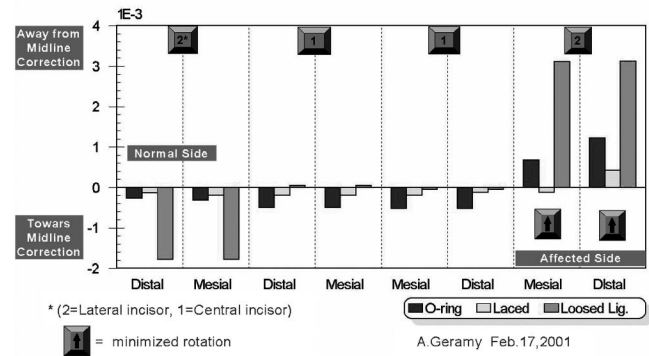 1E-3
Away from
Midline
Correction
4
2*
1
1
2
3
2
1
Normal Side
0
Towars
Midline
Correction
-1
Affected Side
-2
Distal Mesial Distal Mesial Mesial Distal Mesial DIstal
* (2=Lateral incisor, 1=Central incisor)
O-ring Laced Loosed Lig.
= minimized rotation
A.Geramy Feb.17,2001